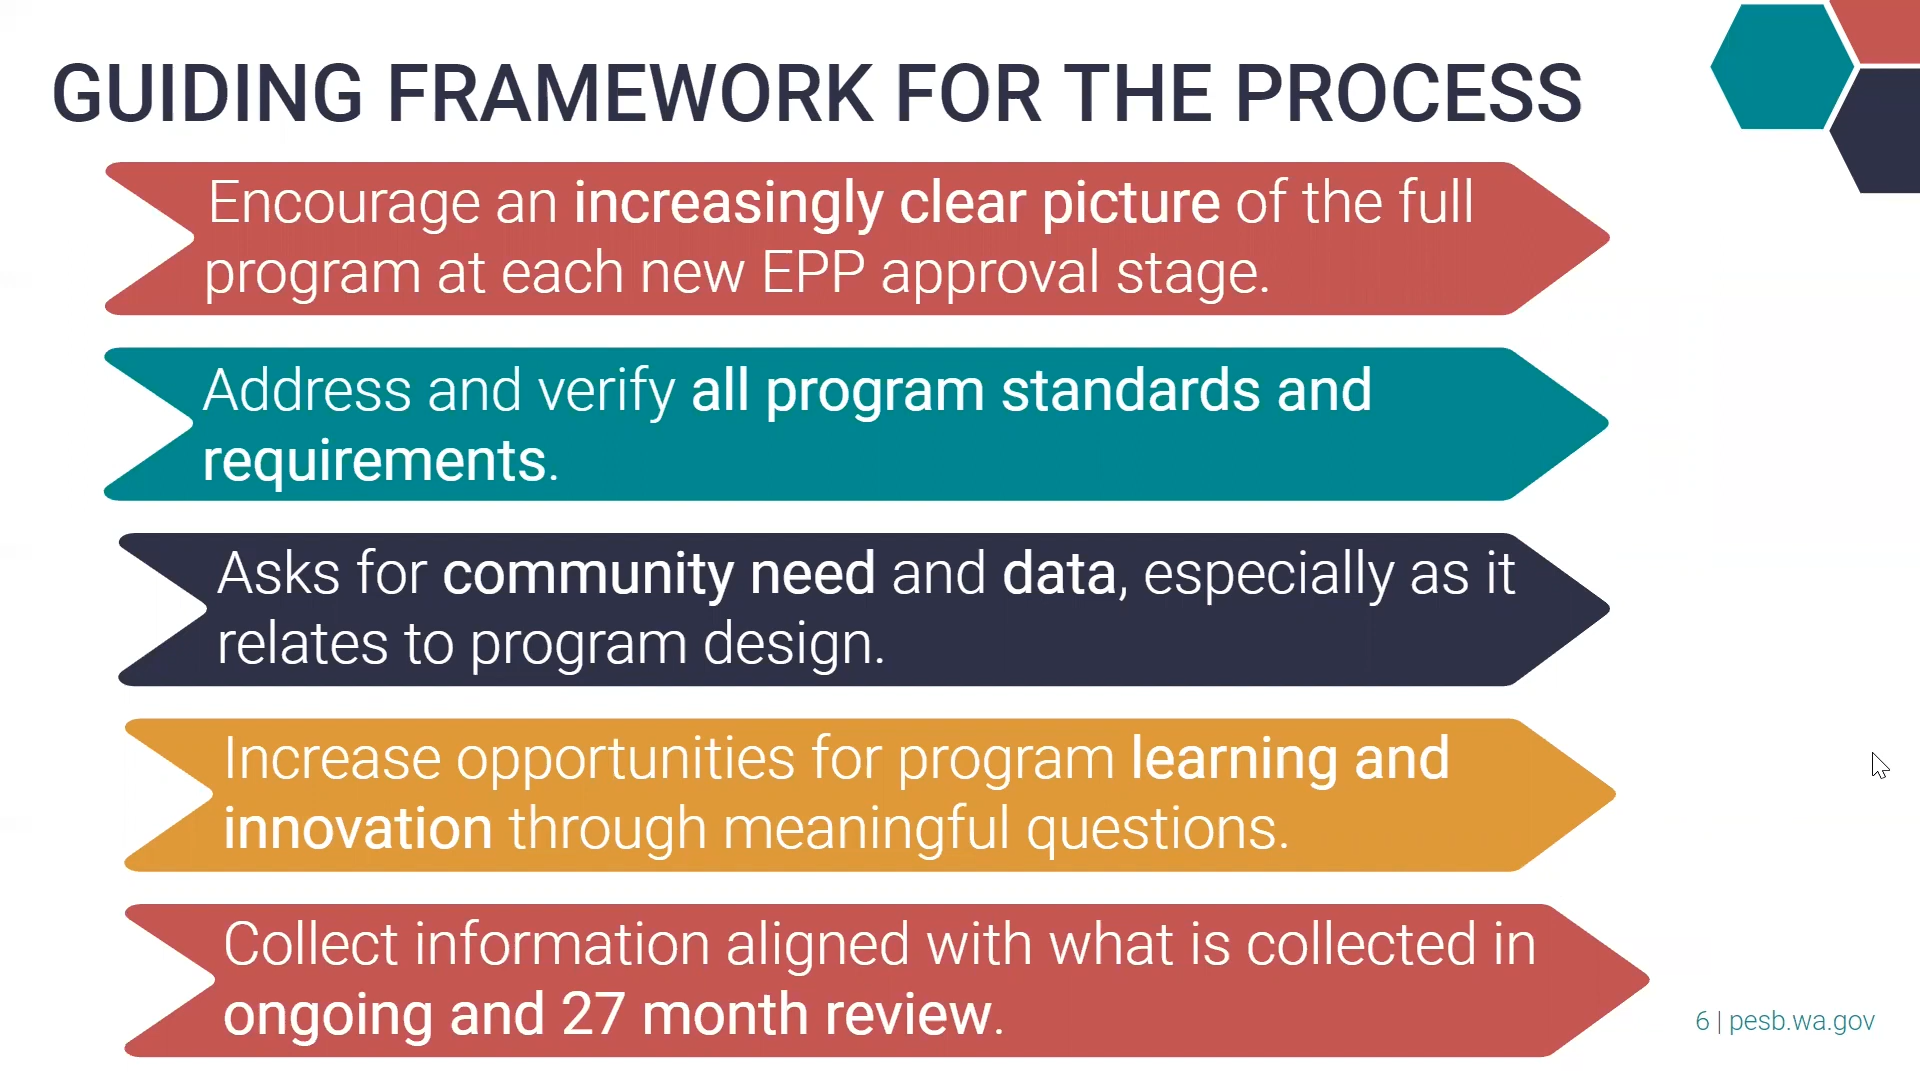 GUIDING FRAMEWORK FOR THE PROCESS
Encourage an increasingly clear picture of the full
program at each new EPP approval stage.
Address and verify all program standards and
requirements.
Asks for community need and data, especially as it
relates to program design.
Increase opportunities for program learning and
innovation through meaningful questions.
Collect information aligned with what is collected in
ongoing and 27 month review.
6 | pesb.wa.gov